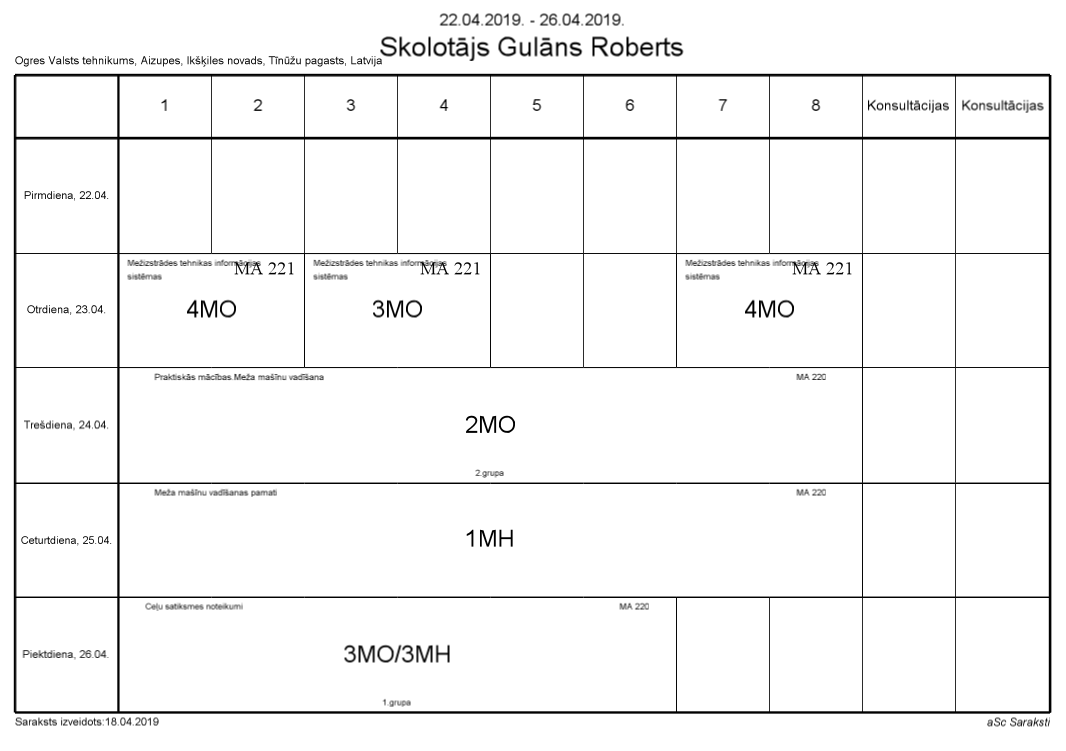 22.04.2019. - 26.04.2019.
Skolotājs Gulāns Roberts
Ogres Valsts tehnikums, Aizupes, Ikšķiles novads, Tīnūžu pagasts, Latvija
1 2 3 4 5 6 7 8 Konsultācijas Konsultācijas
Pirmdiena, 22.04.
Mežizstrādes tehnikas informācijas MA 221 Mežizstrādes tehnikas informācijas MA 221 Mežizstrādes tehnikas informācijas MA 221
sistēmas sistēmas sistēmas
Otrdiena, 23.04. 4MO 3MO 4MO
Praktiskās mācības.Meža mašīnu vadīšana MA 220
Trešdiena, 24.04. 2MO
2.grupa
Meža mašīnu vadīšanas pamati MA 220
Ceturtdiena, 25.04. 1MH
Ceļu satiksmes noteikumi MA 220
Piektdiena, 26.04. 3MO/3MH
1.grupa
Saraksts izveidots:18.04.2019 aSc Saraksti